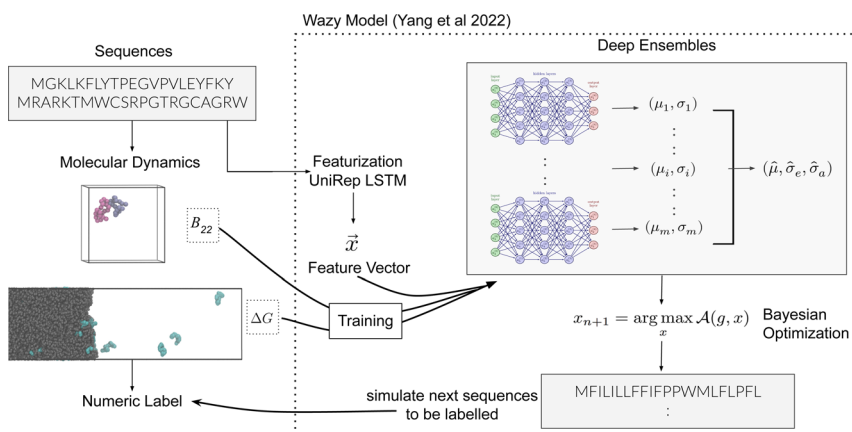 Wazy Model (Yang et al 2022)
Sequences
MGKLKFLYTPEGVPVLEYFKY
MRARKTMWCSRPGTRGCAGRW
Molecular Dynamics
B₂₂
ΔG
Numeric Label
Featurization
UniRep LSTM
x⃗
Feature Vector
Training
Deep Ensembles
(μ₁, σ₁)
⋮ ⋮
(μᵢ, σᵢ)
⋮ ⋮
(μₘ, σₘ)
(μ̂, σ̂ₑ, σ̂ₐ)
xₙ₊₁ = arg max 𝒜(g, x)
x
Bayesian
Optimization
MFILILLFFIFPPWMLFLPFL
:
simulate next sequences
to be labelled